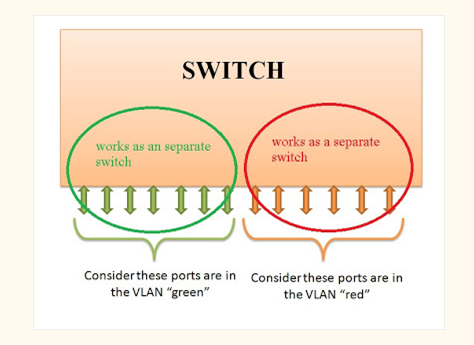 SWITCH
works as an separate
switch
works as a separate
switch
Consider these ports are in
the VLAN “green”
Consider these ports are in
the VLAN “red”